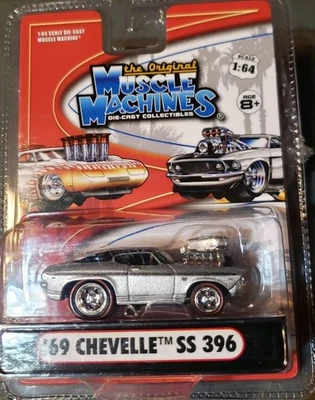 1/64 SCALE DIE-CAST
MUSCLE MACHINE™
the Original
MUSCLE
MACHINES®
DIE-CAST COLLECTIBLES
SCALE
1:64
AGE
8+
'69 CHEVELLE™ SS 396